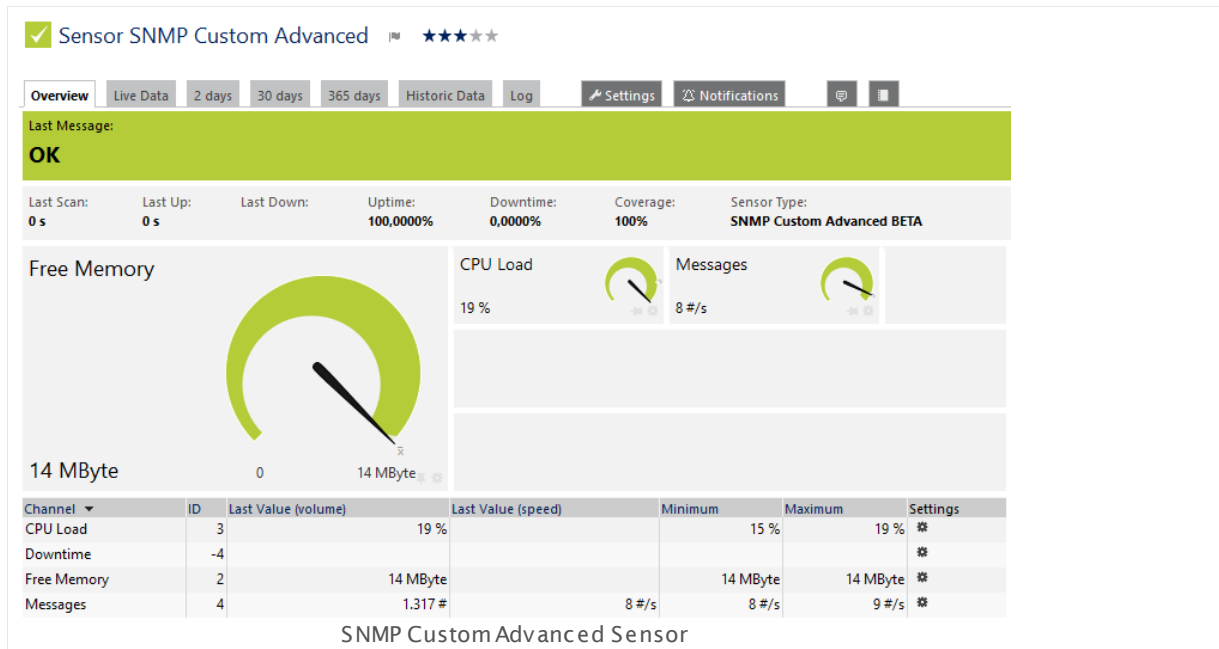 Sensor SNMP Custom Advanced
Overview Live Data 2 days 30 days 365 days Historic Data Log Settings Notifications
Last Message:
OK
Last Scan: Last Up: Last Down: Uptime: Downtime: Coverage: Sensor Type:
0 s 0 s 100,0000% 0,0000% 100% SNMP Custom Advanced BETA
Free Memory
14 MByte
0 14 MByte
CPU Load
19 %
Messages
8 #/s
Channel ID Last Value (volume) Last Value (speed) Minimum Maximum Settings
CPU Load 3 19 % 15 % 19 %
Downtime -4
Free Memory 2 14 MByte 14 MByte 14 MByte
Messages 4 1.317 # 8 #/s 8 #/s 9 #/s
SNMP Custom Advanced Sensor